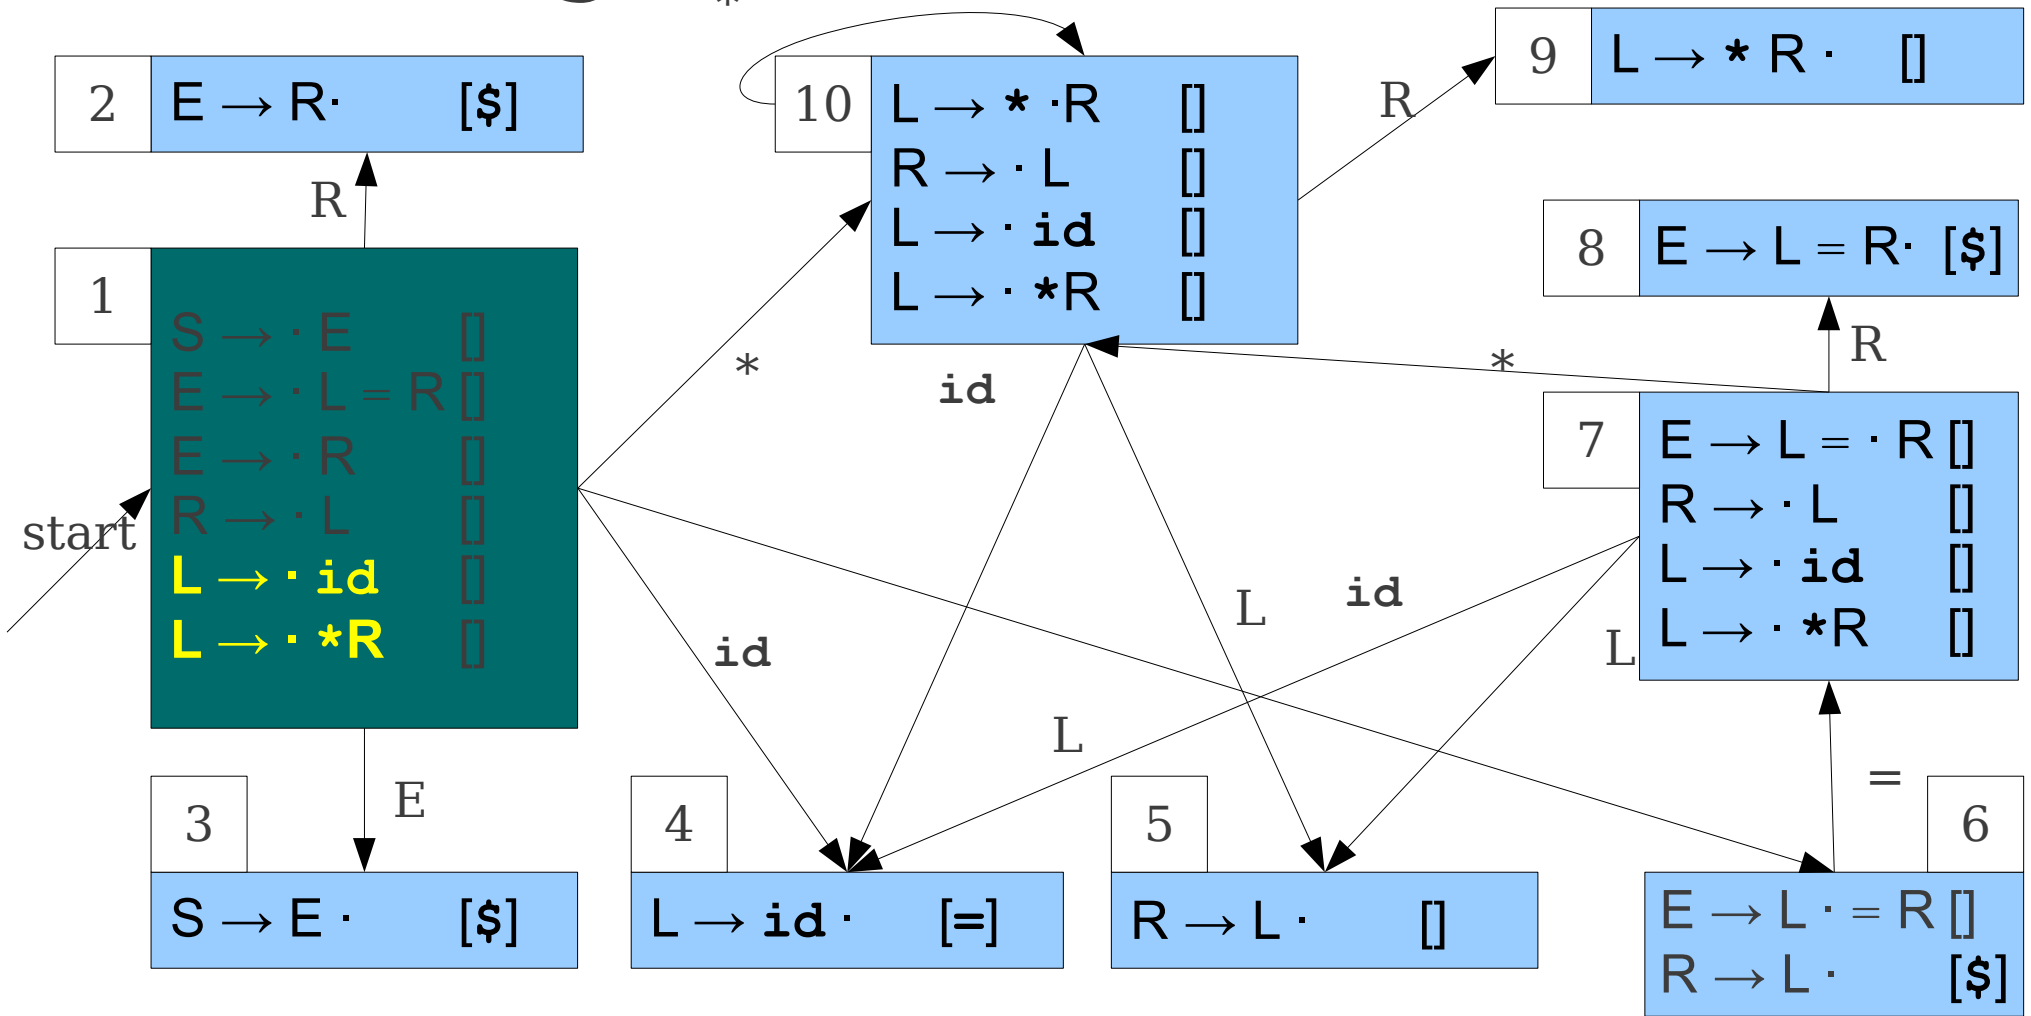 *
2
E → R· [$]
R
1
S → · E []
E → · L = R []
E → · R []
R → · L []
L → · id []
L → · *R []
start
E
3
S → E · [$]
10
L → * ·R []
R → · L []
L → · id []
L → · *R []
*
id
id
L
4
L → id · [=]
5
R → L · []
L
id
L
R
9
L → * R · []
8
E → L = R· [$]
R
*
7
E → L = · R []
R → · L []
L → · id []
L → · *R []
=
6
E → L · = R []
R → L · [$]